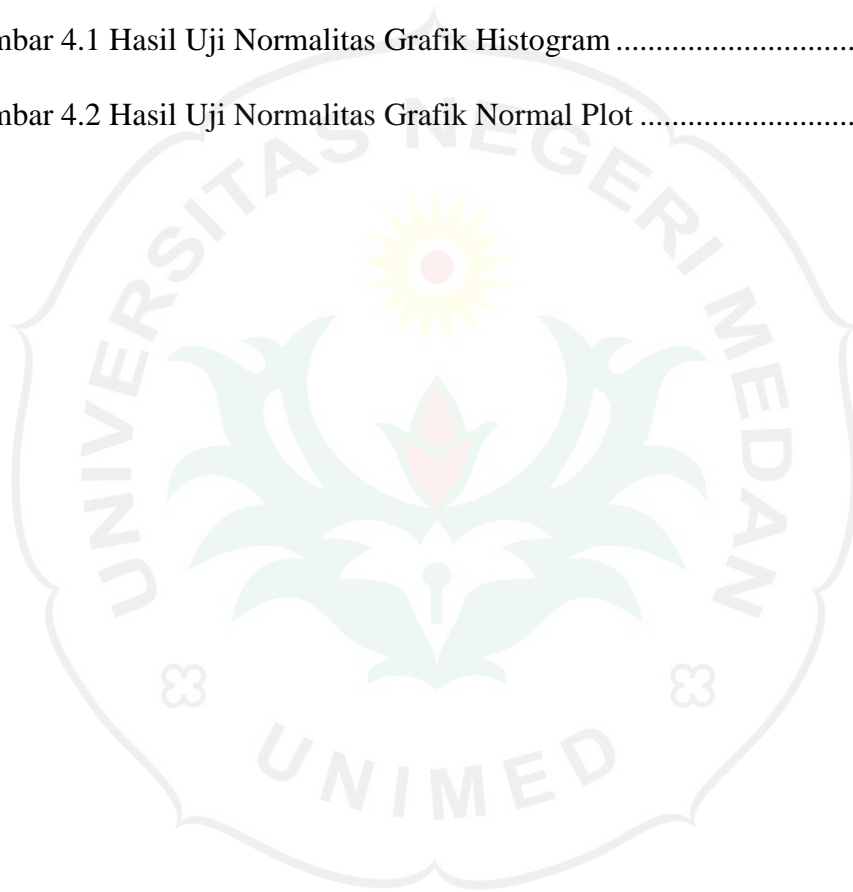 mbar 4.1 Hasil Uji Normalitas Grafik Histogram ..............................
mbar 4.2 Hasil Uji Normalitas Grafik Normal Plot ...........................
UNIVERSITAS NEGERI MEDAN
UNIMED